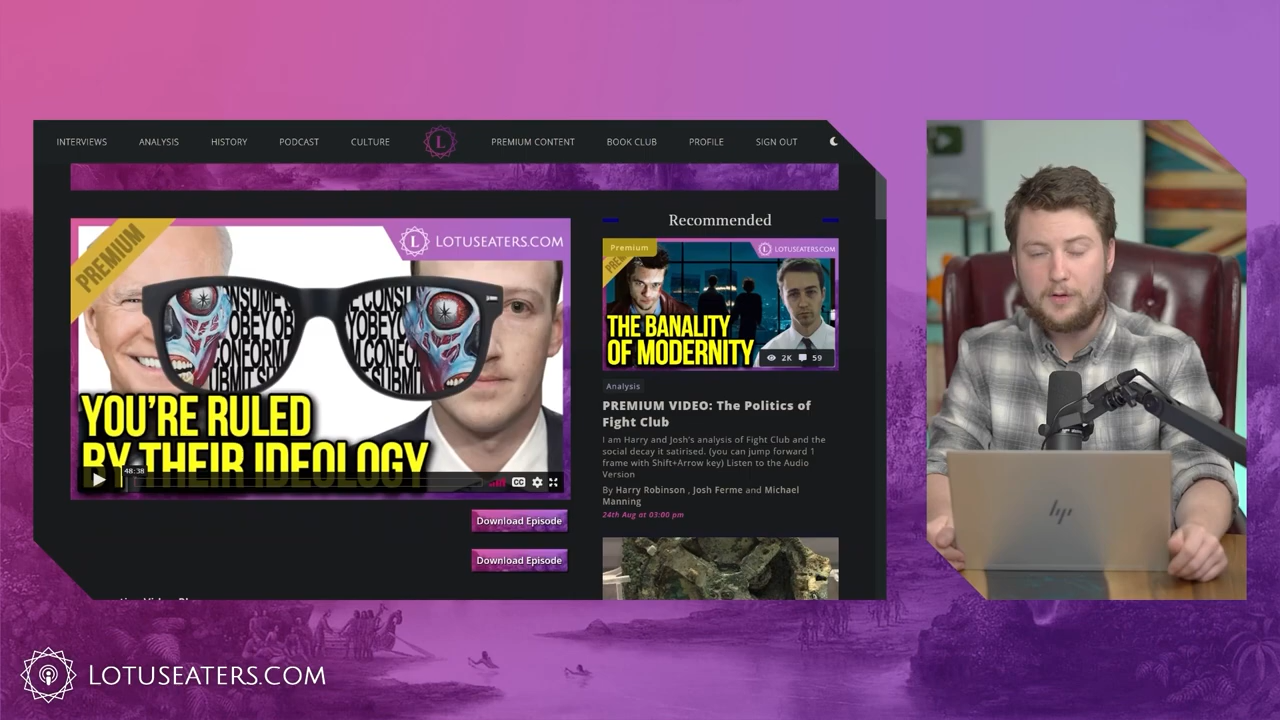 INTERVIEWS ANALYSIS HISTORY PODCAST CULTURE L PREMIUM CONTENT BOOK CLUB PROFILE SIGN OUT
PREMIUM
L LOTUSEATERS.COM
YOU'RE RULED
BY THEIR IDEOLOGY
48:38
CC
Download Episode
Download Episode
Recommended
Premium
L LOTUSEATERS.COM
THE BANALITY
OF MODERNITY
2K 59
Analysis
PREMIUM VIDEO: The Politics of
Fight Club
I am Harry and Josh's analysis of Fight Club and the
social decay it satirised. (you can jump forward 1
frame with Shift+Arrow key) Listen to the Audio
Version
By Harry Robinson , Josh Ferme and Michael
Manning
24th Aug at 03:00 pm
hp
LOTUSEATERS.COM